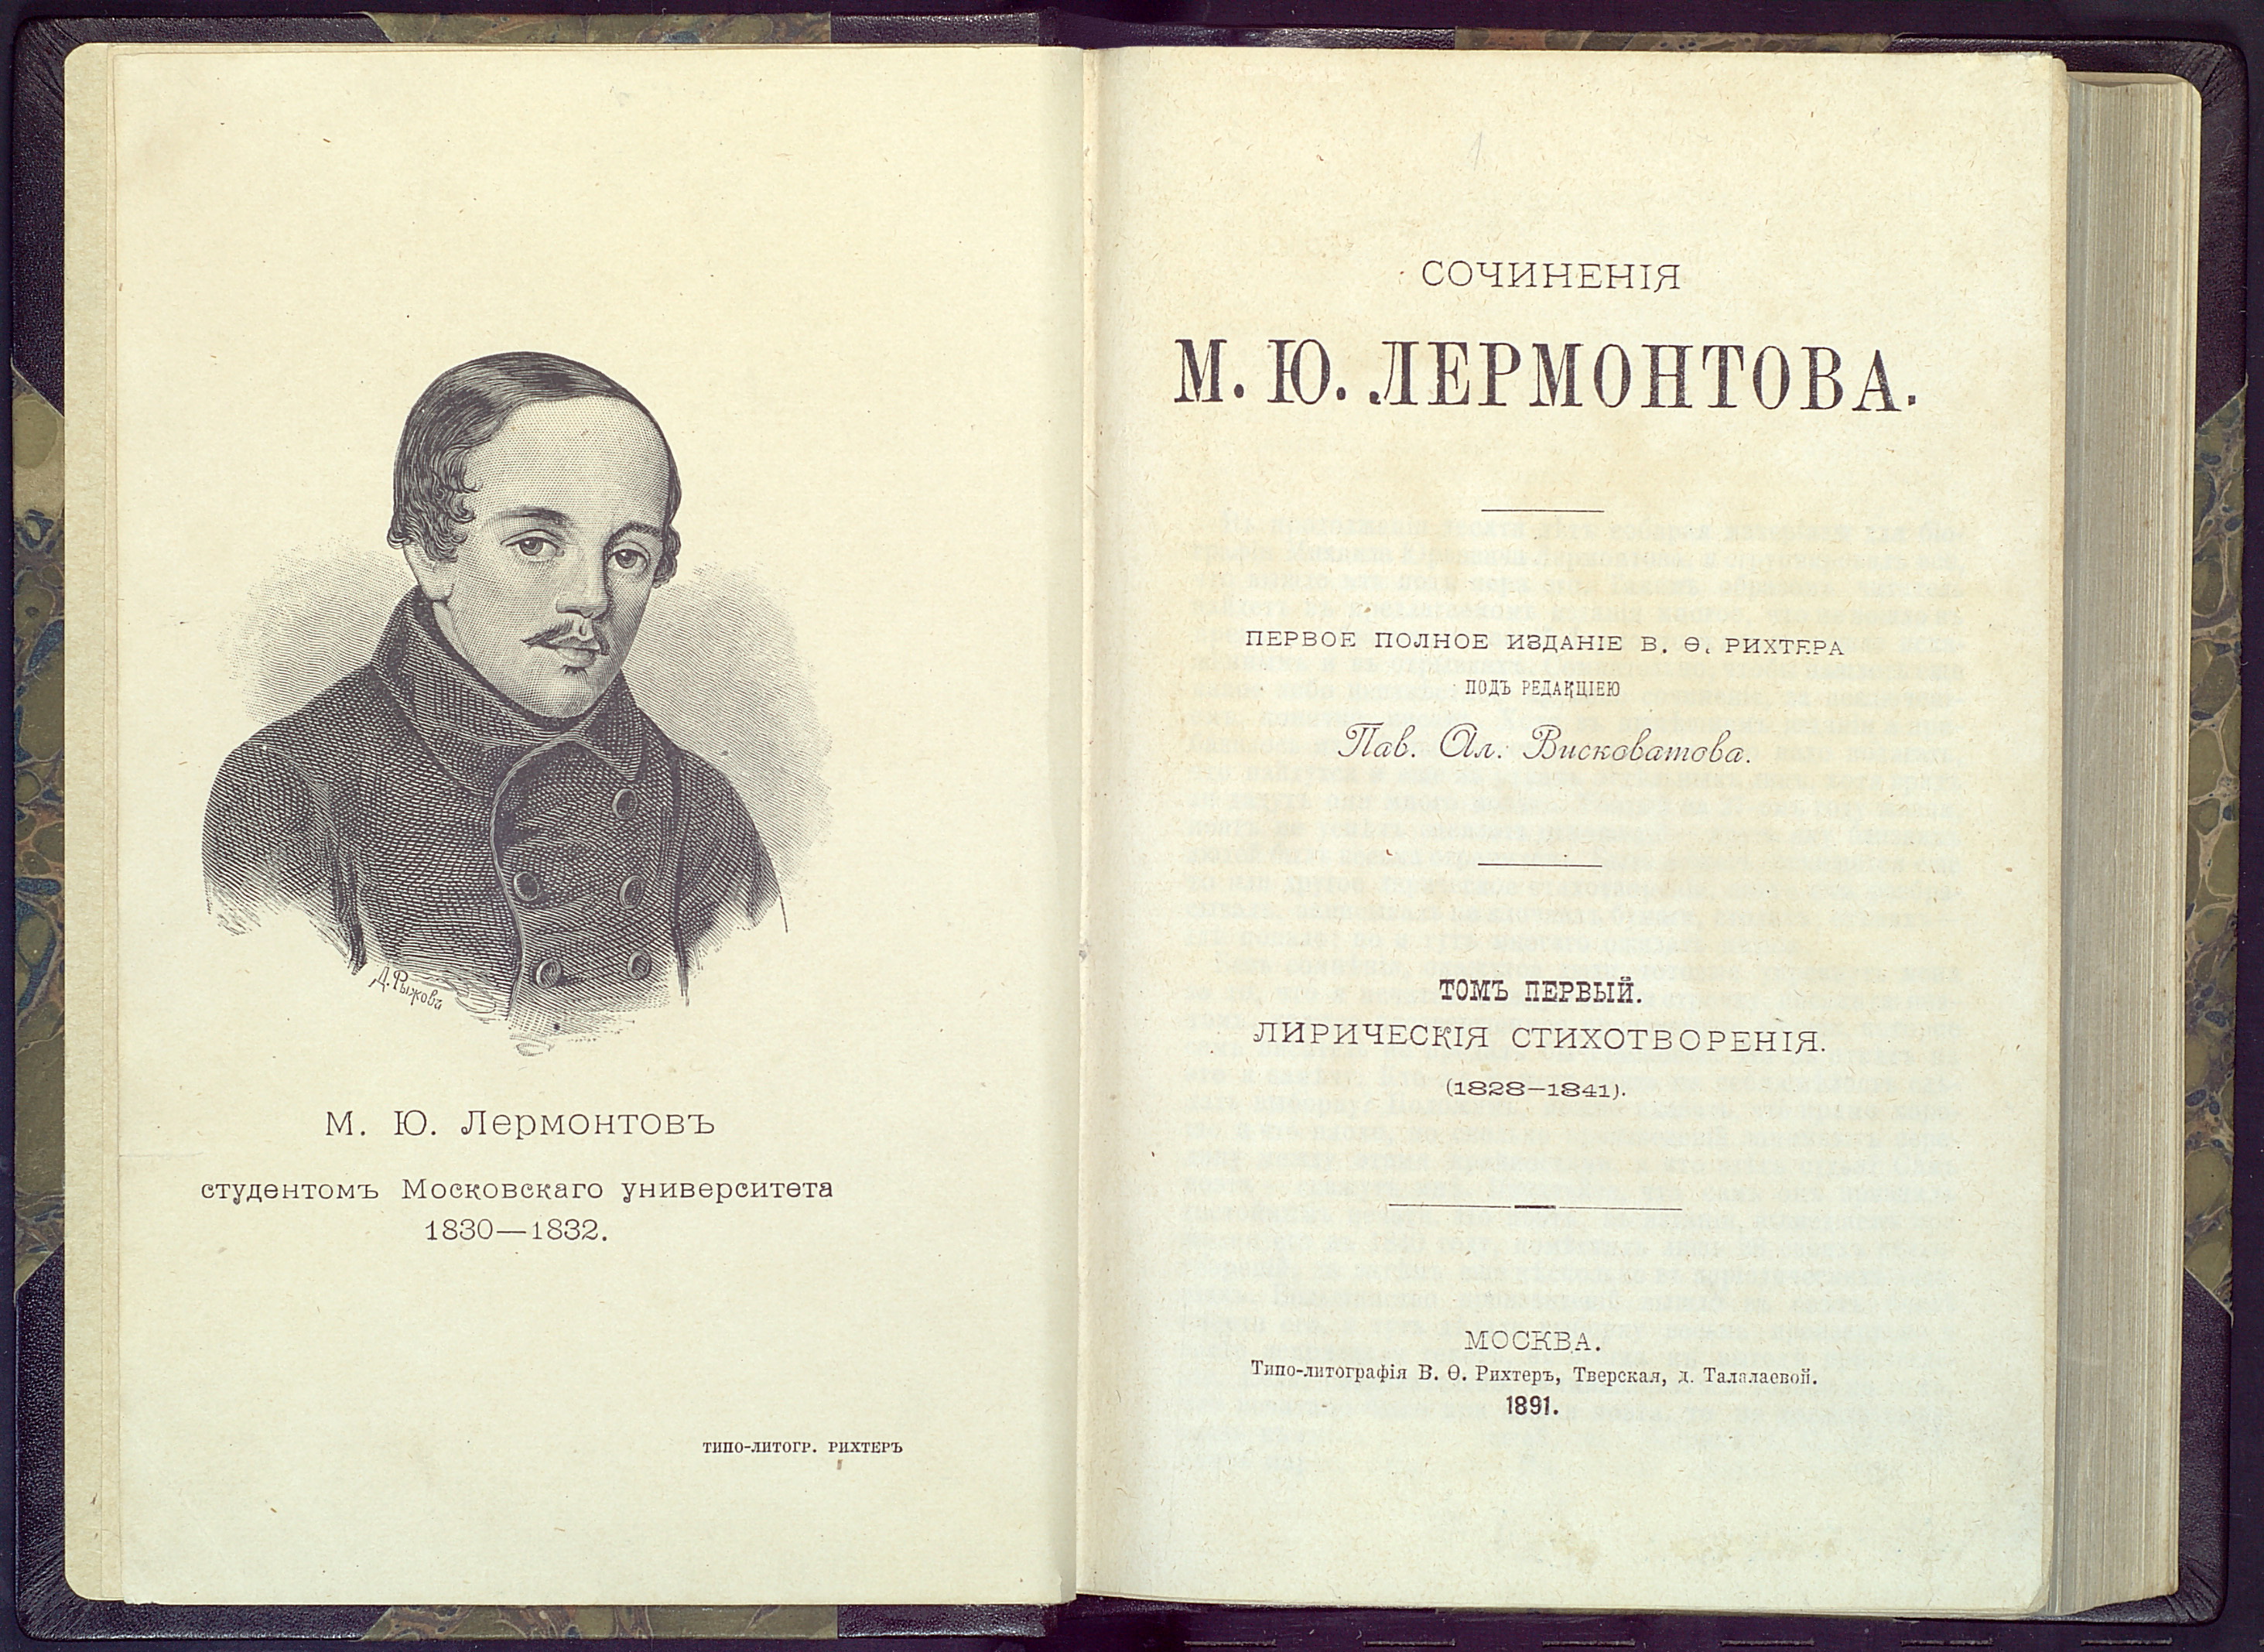 Д. Рыжовъ
М. Ю. Лермонтовъ
студентомъ Московскаго университета
1830—1832.
ТИПО-ЛИТОГР. РИХТЕРЪ
СОЧИНЕНІЯ
М. Ю. ЛЕРМОНТОВА.
ПЕРВОЕ ПОЛНОЕ ИЗДАНІЕ В. Ѳ. РИХТЕРА
ПОДЪ РЕДАКЦІЕЮ
Пав. Ал. Висковатова.
ТОМЪ ПЕРВЫЙ.
ЛИРИЧЕСКІЯ СТИХОТВОРЕНІЯ.
(1828—1841).
МОСКВА.
Типо-литографія В. Ѳ. Рихтеръ, Тверская, д. Талалаевой.
1891.